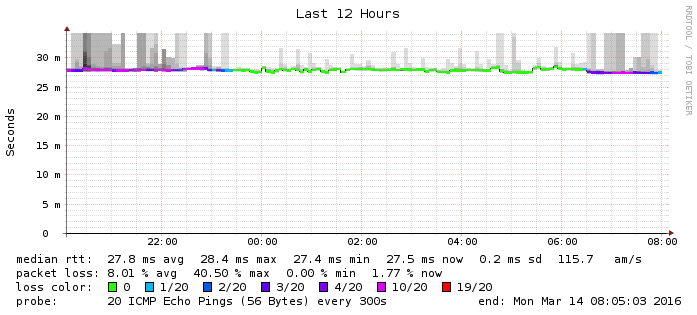 Last 12 Hours
RRDTOOL / TOBI OETIKER
Seconds
30 m
25 m
20 m
15 m
10 m
5 m
0
22:00 00:00 02:00 04:00 06:00 08:00
median rtt: 27.8 ms avg 28.4 ms max 27.4 ms min 27.5 ms now 0.2 ms sd 115.7 am/s
packet loss: 8.01 % avg 40.50 % max 0.00 % min 1.77 % now
loss color: 0 1/20 2/20 3/20 4/20 10/20 19/20
probe: 20 ICMP Echo Pings (56 Bytes) every 300s end: Mon Mar 14 08:05:03 2016